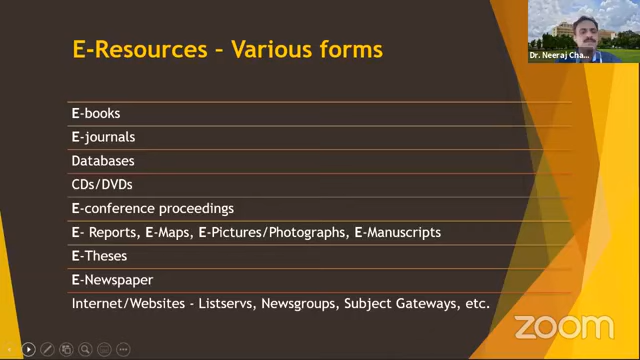 E-Resources – Various forms
Dr. Neeraj Cha...
E-books
E-journals
Databases
CDs/DVDs
E-conference proceedings
E- Reports, E-Maps, E-Pictures/Photographs, E-Manuscripts
E-Theses
E-Newspaper
Internet/Websites - Listservs, Newsgroups, Subject Gateways, etc.
zoom